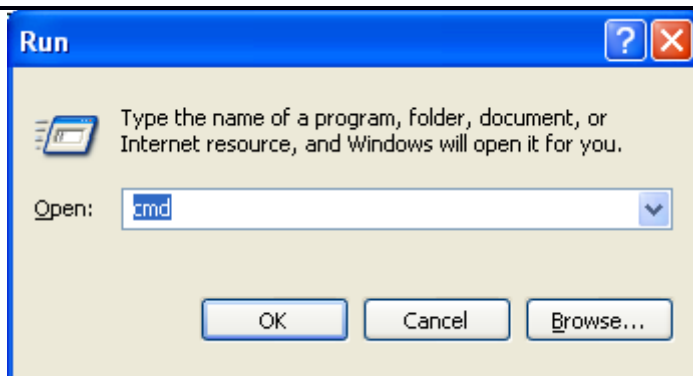 Run
Type the name of a program, folder, document, or
Internet resource, and Windows will open it for you.
Open: cmd
OK Cancel Browse...